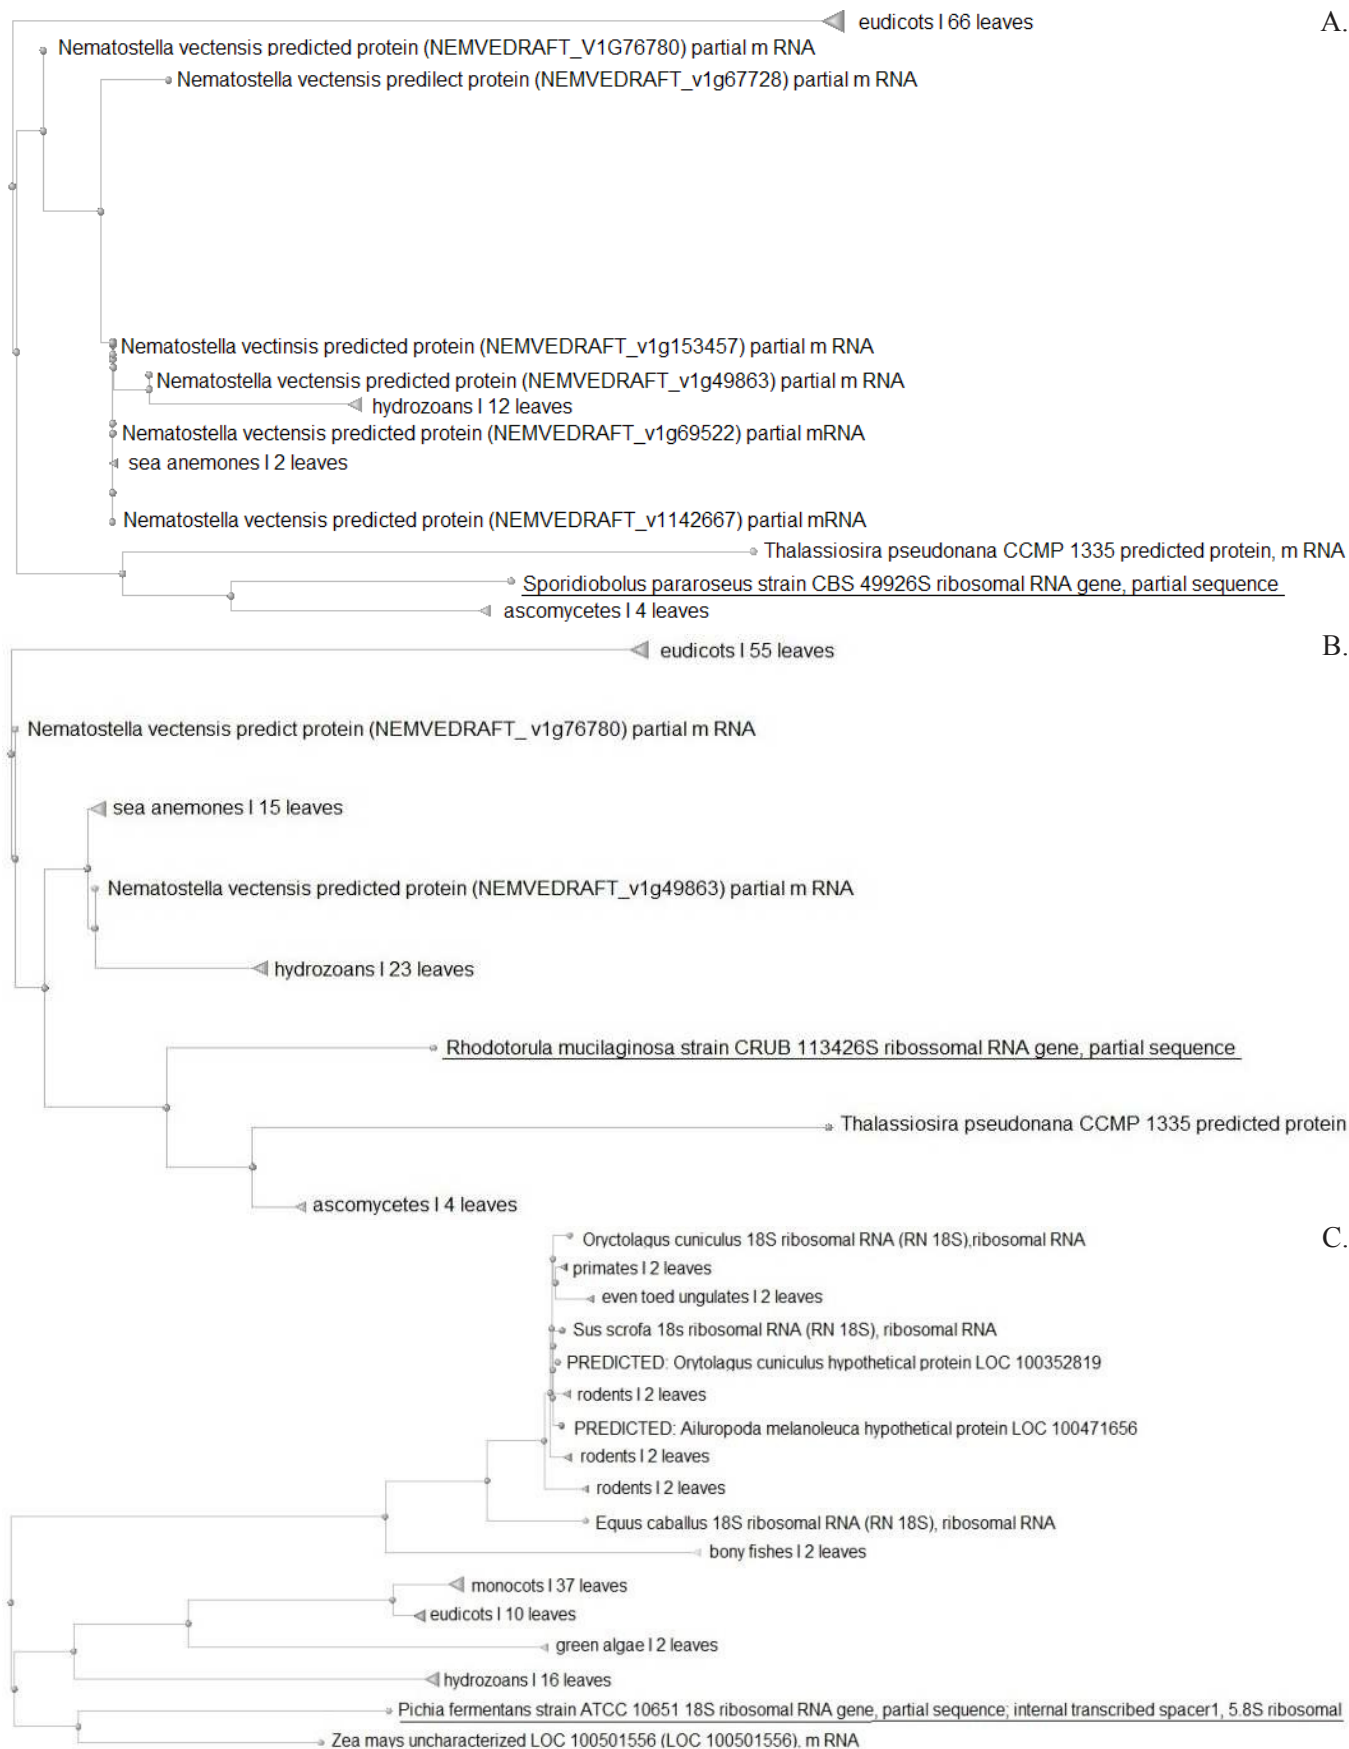 eudicots I 66 leaves
A.
Nematostella vectensis predicted protein (NEMVEDRAFT_V1G76780) partial m RNA
Nematostella vectensis predilect protein (NEMVEDRAFT_v1g67728) partial m RNA
Nematostella vectinsis predicted protein (NEMVEDRAFT_v1g153457) partial m RNA
Nematostella vectensis predicted protein (NEMVEDRAFT_v1g49863) partial m RNA
hydrozoans I 12 leaves
Nematostella vectensis predicted protein (NEMVEDRAFT_v1g69522) partial mRNA
sea anemones I 2 leaves
Nematostella vectensis predicted protein (NEMVEDRAFT_v1142667) partial mRNA
Thalassiosira pseudonana CCMP 1335 predicted protein, m RNA
Sporidiobolus pararoseus strain CBS 49926S ribosomal RNA gene, partial sequence
ascomycetes I 4 leaves
eudicots I 55 leaves
B.
Nematostella vectensis predict protein (NEMVEDRAFT_ v1g76780) partial m RNA
sea anemones I 15 leaves
Nematostella vectensis predicted protein (NEMVEDRAFT_v1g49863) partial m RNA
hydrozoans I 23 leaves
Rhodotorula mucilaginosa strain CRUB 113426S ribossomal RNA gene, partial sequence
Thalassiosira pseudonana CCMP 1335 predicted protein
ascomycetes I 4 leaves
Oryctolagus cuniculus 18S ribosomal RNA (RN 18S),ribosomal RNA
C.
primates I 2 leaves
even toed ungulates I 2 leaves
Sus scrofa 18s ribosomal RNA (RN 18S), ribosomal RNA
PREDICTED: Orytolagus cuniculus hypothetical protein LOC 100352819
rodents I 2 leaves
PREDICTED: Ailuropoda melanoleuca hypothetical protein LOC 100471656
rodents I 2 leaves
rodents I 2 leaves
Equus caballus 18S ribosomal RNA (RN 18S), ribosomal RNA
bony fishes I 2 leaves
monocots I 37 leaves
eudicots I 10 leaves
green algae I 2 leaves
hydrozoans I 16 leaves
Pichia fermentans strain ATCC 10651 18S ribosomal RNA gene, partial sequence; internal transcribed spacer1, 5.8S ribosomal
Zea mays uncharacterized LOC 100501556 (LOC 100501556), m RNA